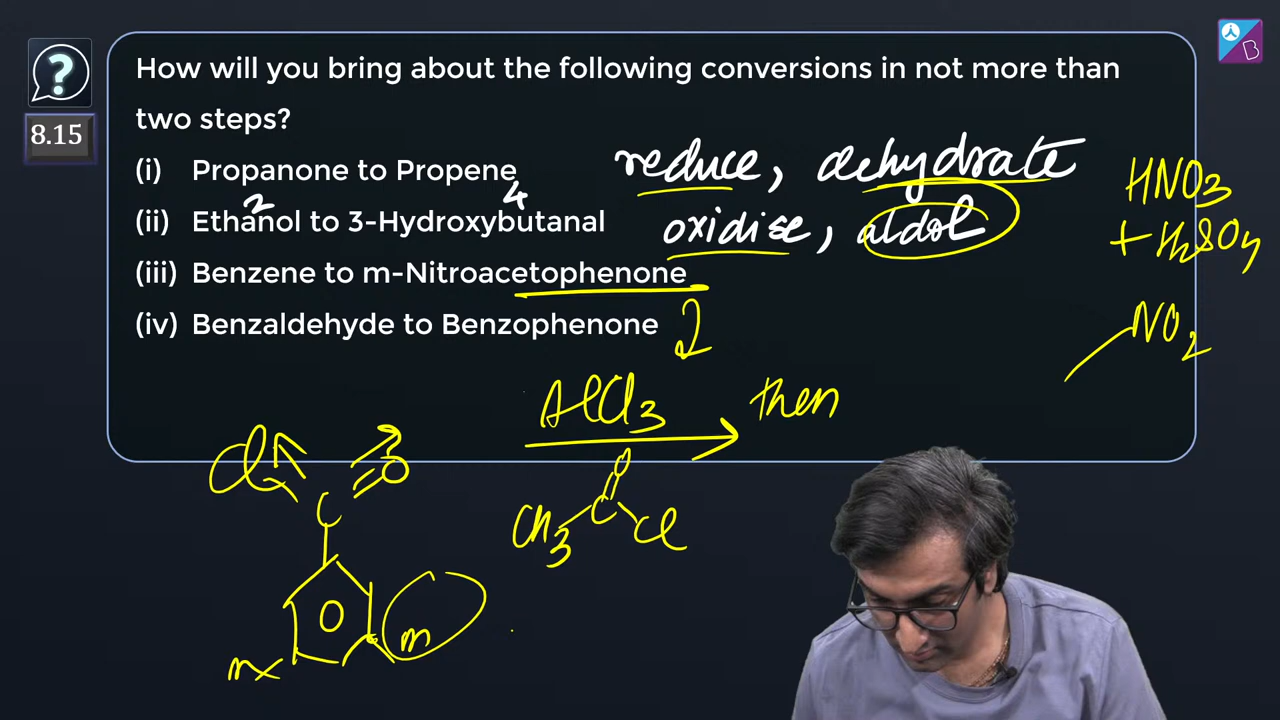 8.15
How will you bring about the following conversions in not more than
two steps?
(i) Propanone to Propene reduce, dehydrate
2 4
(ii) Ethanol to 3-Hydroxybutanal oxidise, aldol
(iii) Benzene to m-Nitroacetophenone
(iv) Benzaldehyde to Benzophenone
HNO3
+ H2SO4
NO2
AlCl3 then
O
C
O
CH3 C Cl
m
B